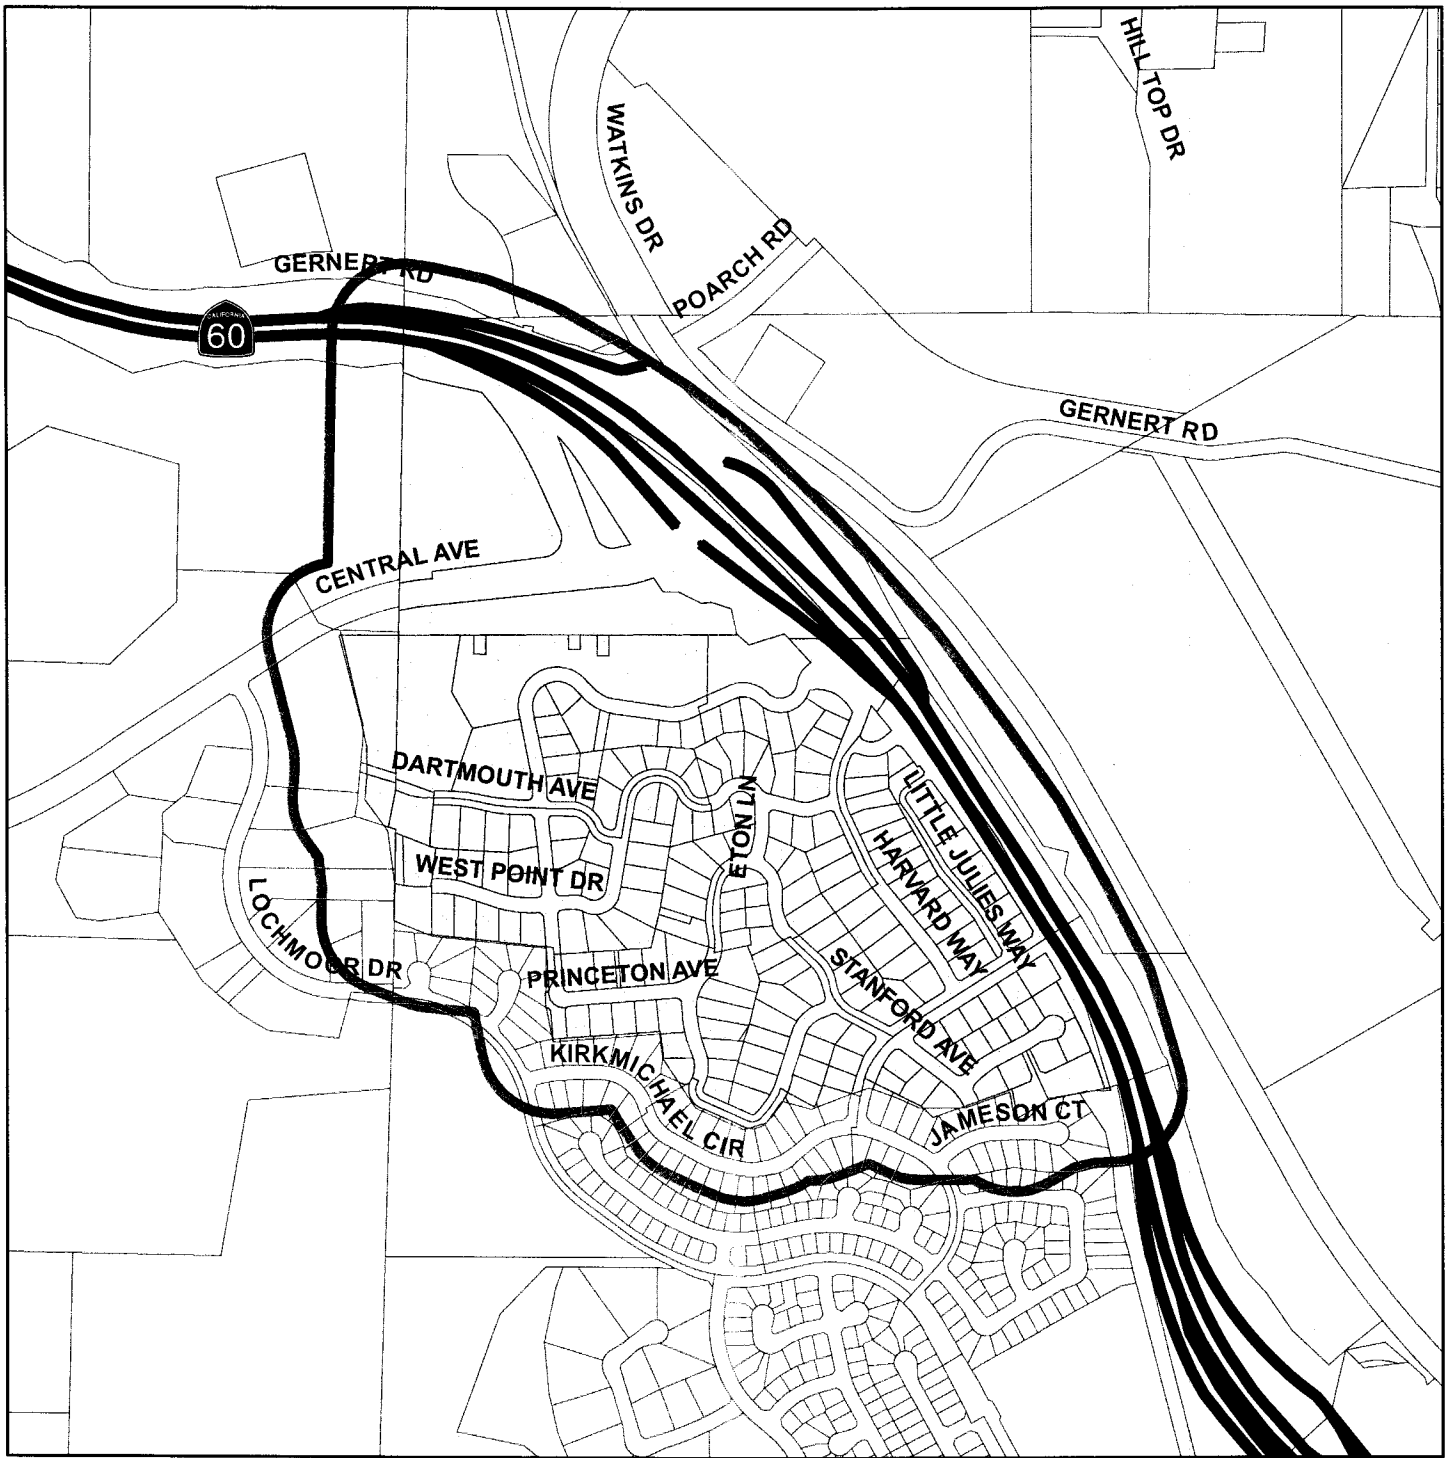 HILL TOP DR
WATKINS DR
POARCH RD
GERNERT RD
CALIFORNIA
60
GERNERT RD
CENTRAL AVE
DARTMOUTH AVE
ETON LN
LITTLE JULIES WAY
HARVARD WAY
WEST POINT DR
LOCHMOOR DR
PRINCETON AVE
STANFORD AVE
KIRKMICHAEL CIR
JAMESON CT